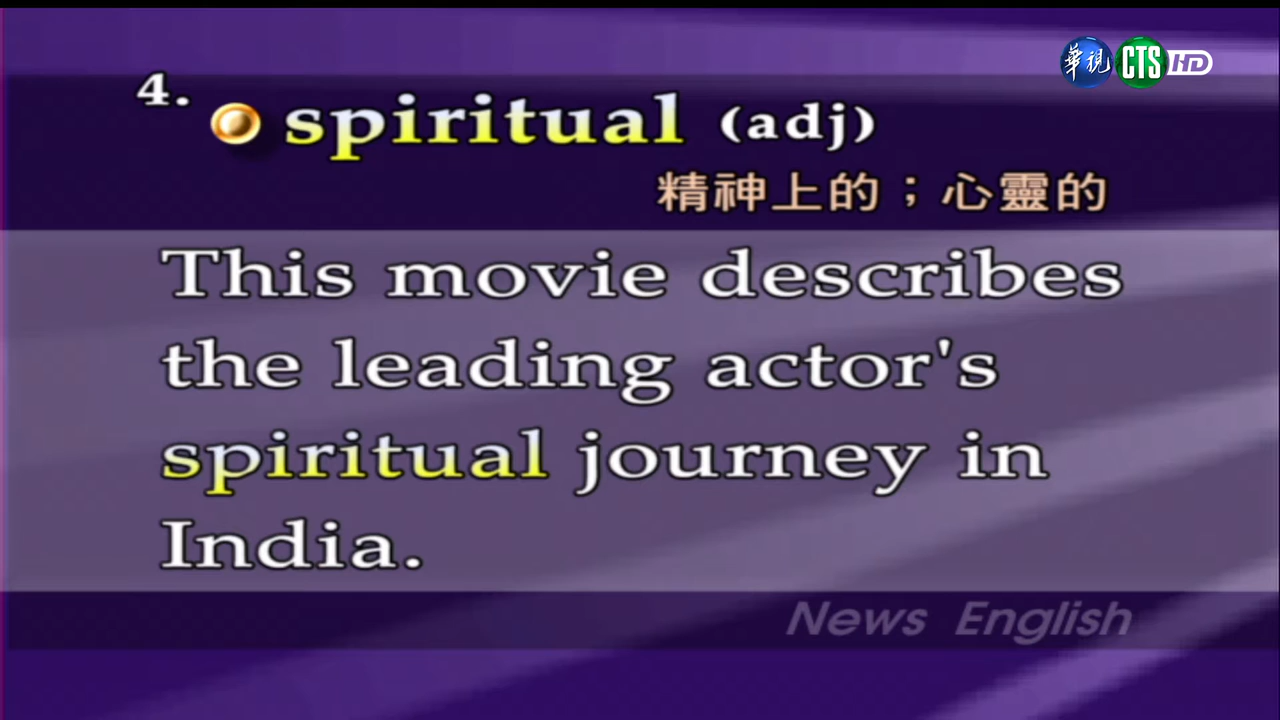 華視 CTS HD
4. spiritual (adj)
精神上的；心靈的
This movie describes
the leading actor's
spiritual journey in
India.
News English